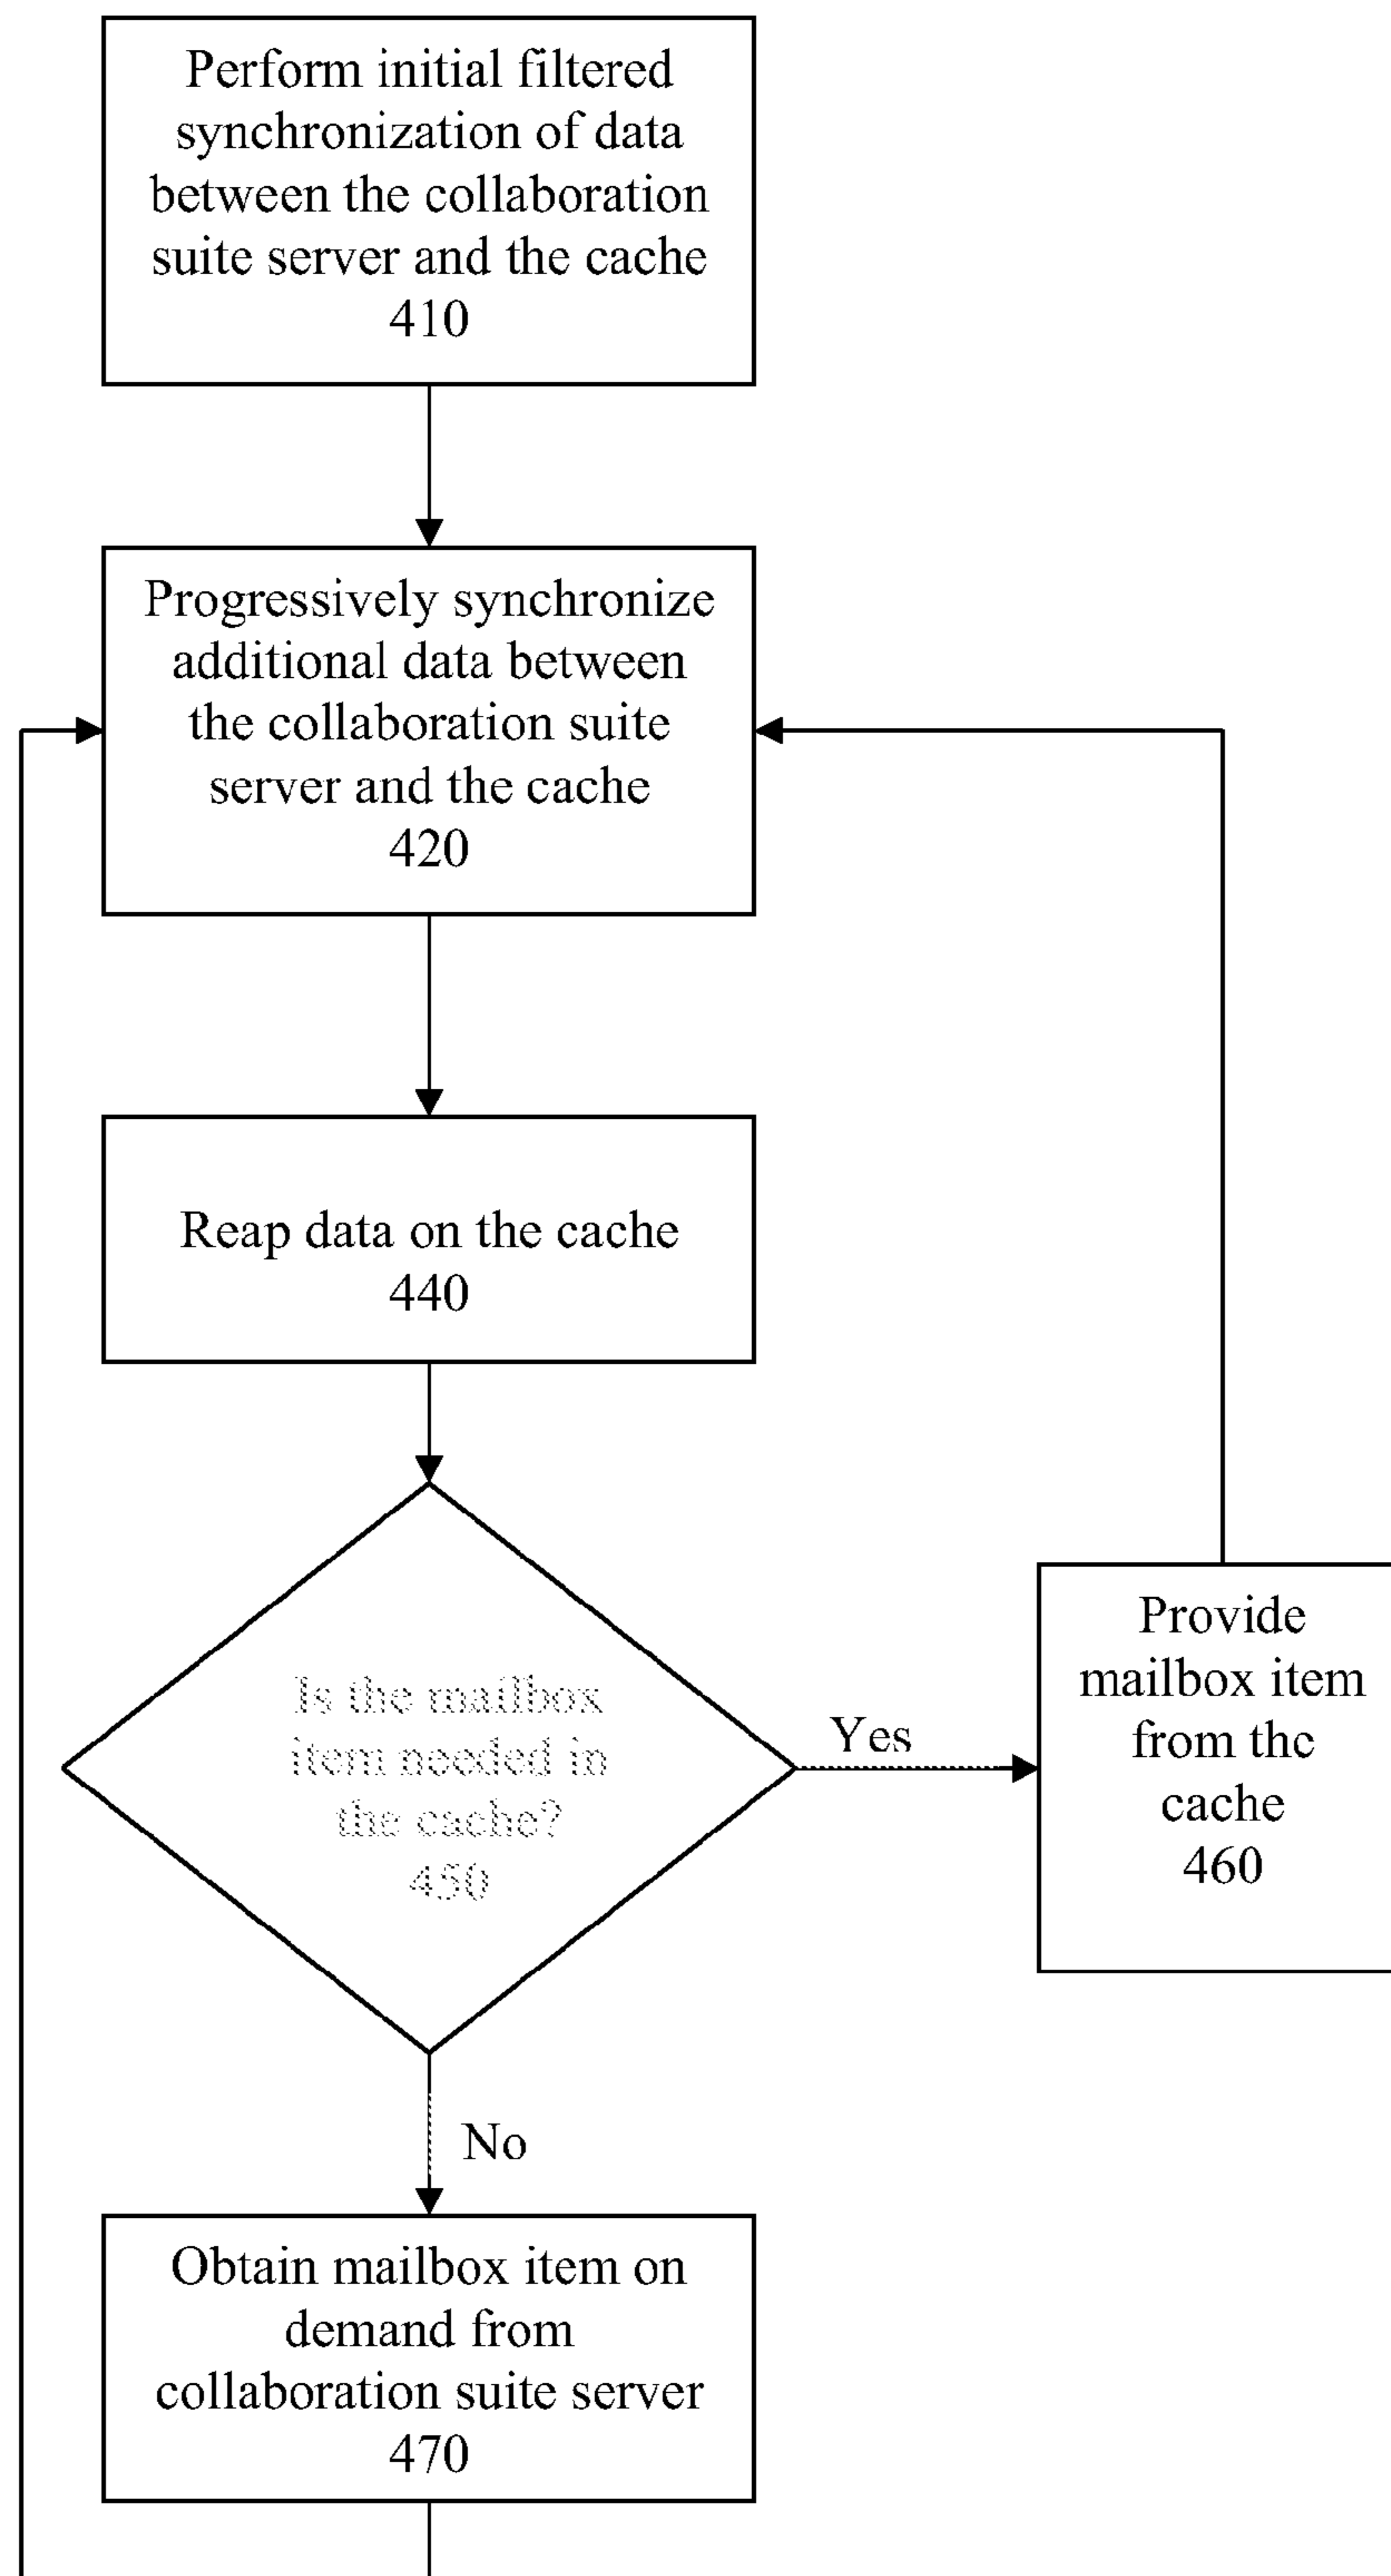 Perform initial filtered
synchronization of data
between the collaboration
suite server and the cache
410
Progressively synchronize
additional data between
the collaboration suite
server and the cache
420
Reap data on the cache
440
Is the mailbox
item needed in
the cache?
450
Yes
Provide
mailbox item
from the
cache
460
No
Obtain mailbox item on
demand from
collaboration suite server
470